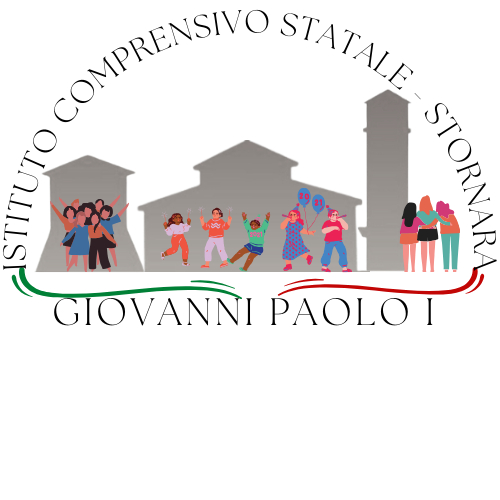 ISTITUTO COMPRENSIVO STATALE - STORNARA
GIOVANNI PAOLO I